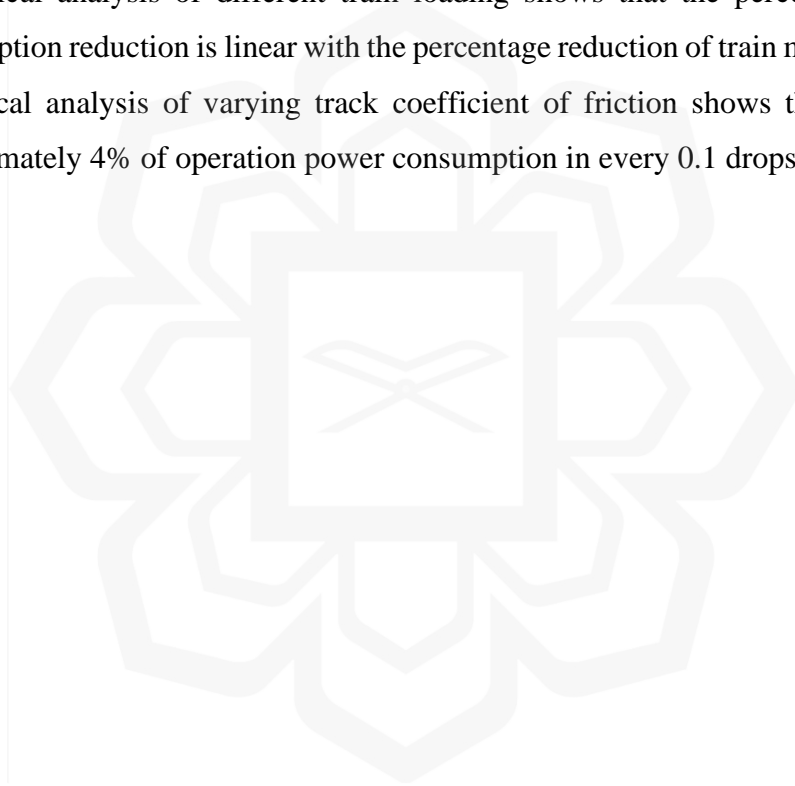 ical analysis of different train loading shows that the perce
ption reduction is linear with the percentage reduction of train m
cal analysis of varying track coefficient of friction shows t
mately 4% of operation power consumption in every 0.1 drops